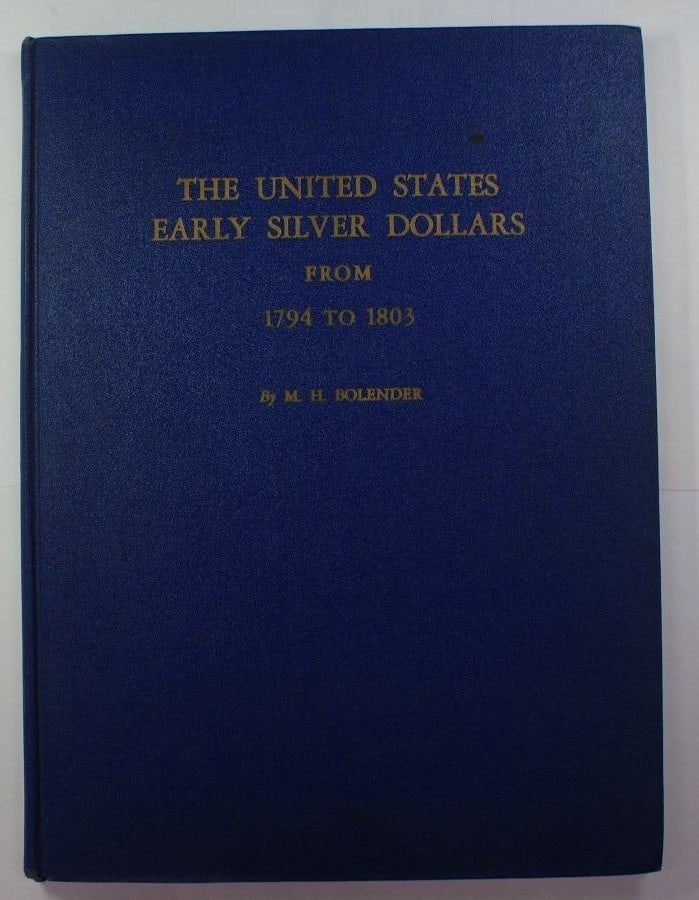 THE UNITED STATES
EARLY SILVER DOLLARS
FROM
1794 TO 1803
By M. H. BOLENDER